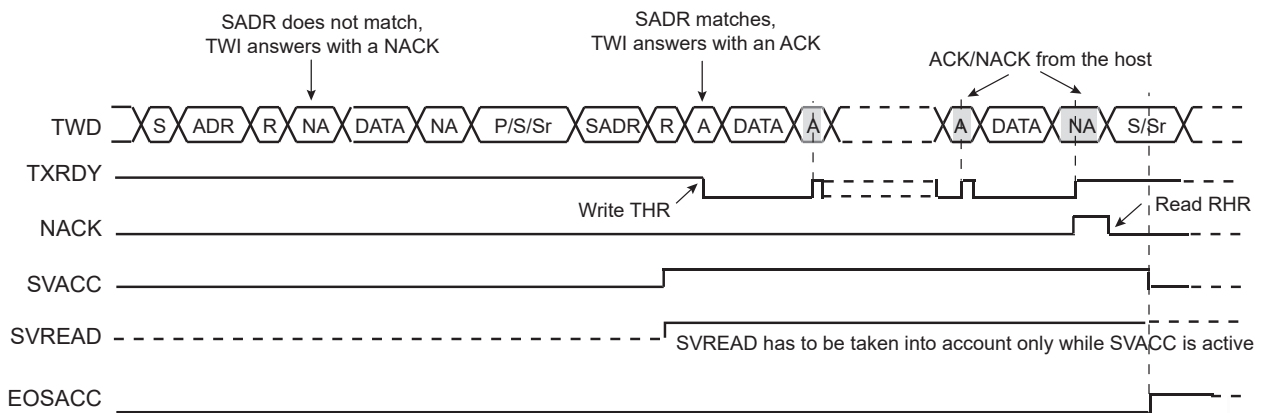 SADR does not match,
TWI answers with a NACK
SADR matches,
TWI answers with an ACK
ACK/NACK from the host
TWD S ADR R NA DATA NA P/S/Sr SADR R A DATA A A DATA NA S/Sr
TXRDY
Write THR
Read RHR
NACK
SVACC
SVREAD
SVREAD has to be taken into account only while SVACC is active
EOSACC